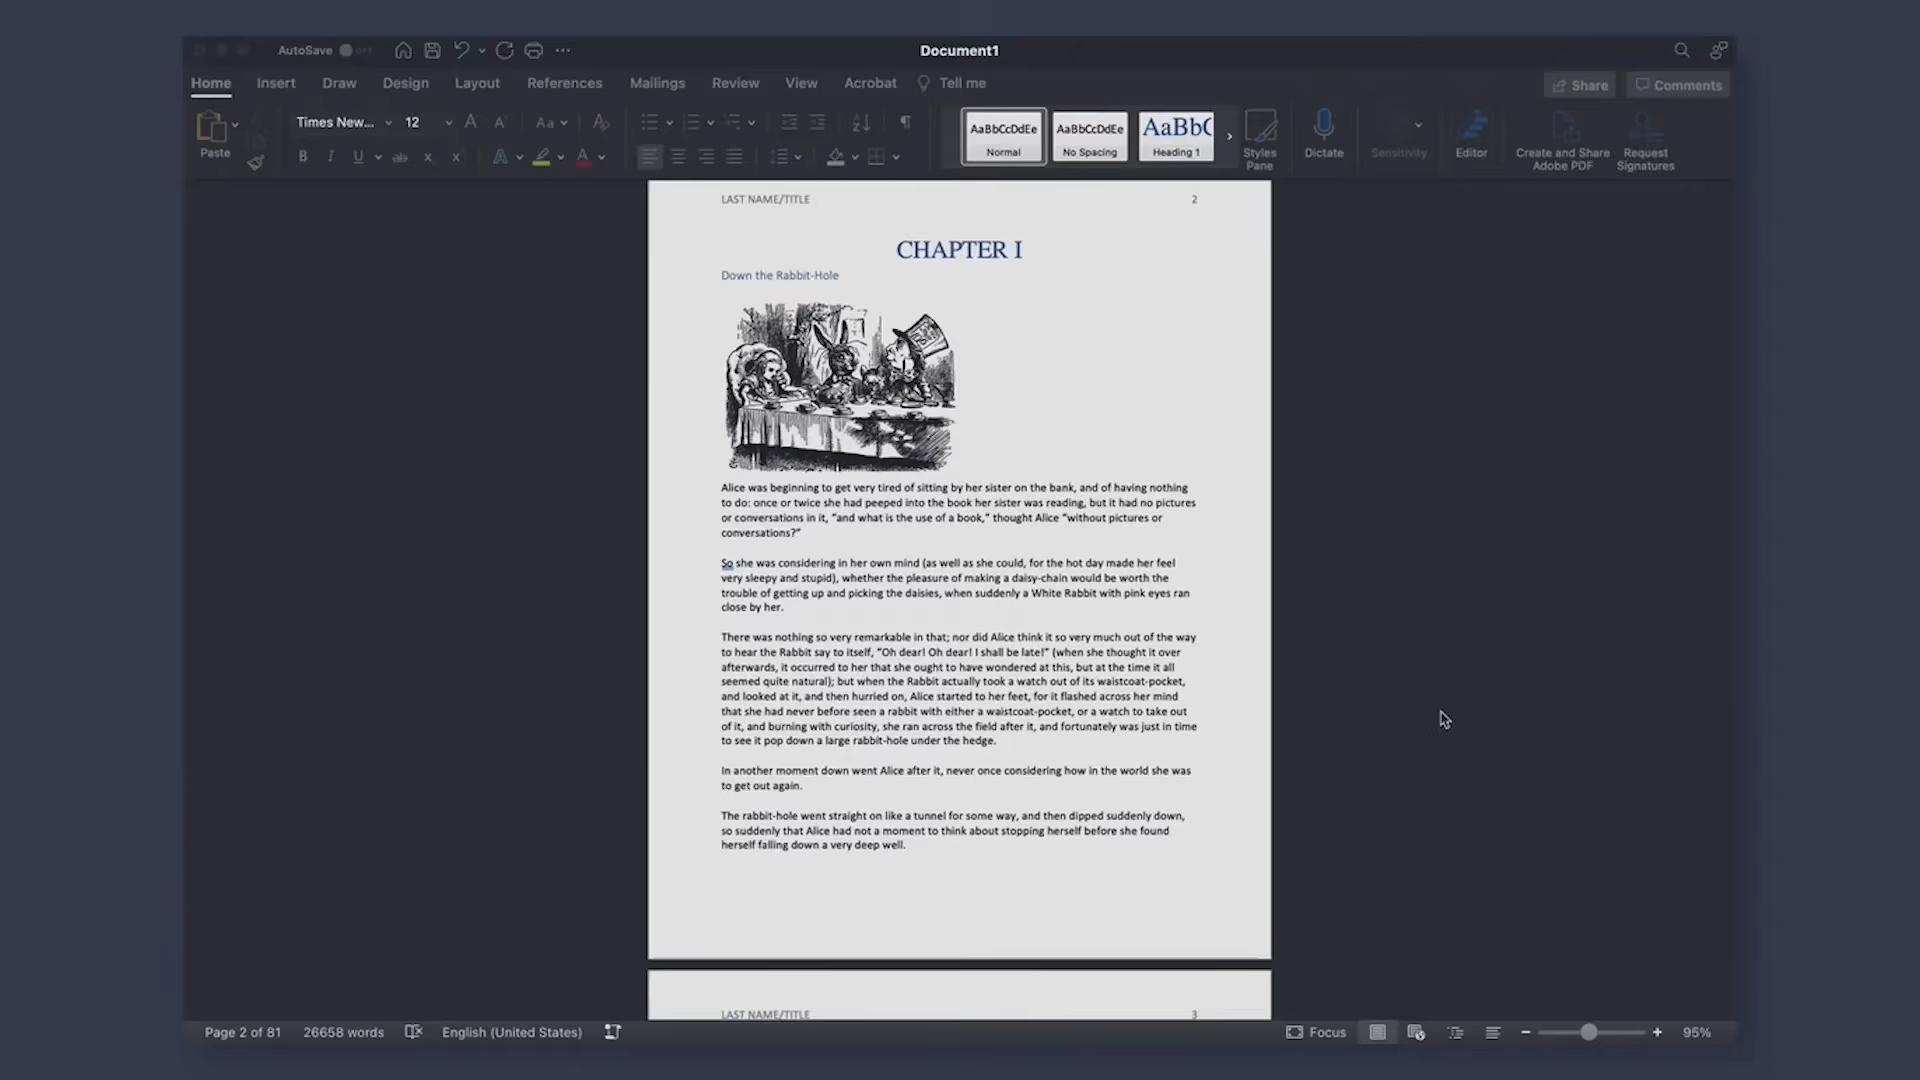 AutoSave OFF
Document1
Home Insert Draw Design Layout References Mailings Review View Acrobat Tell me
Share Comments
Paste
Times New... 12
Aa
B I U ab x x A A
AaBbCcDdEe
Normal
AaBbCcDdEe
No Spacing
AaBbC
Heading 1
Styles
Pane
Dictate
Sensitivity
Editor
Create and Share
Adobe PDF
Request
Signatures
LAST NAME/TITLE 2
CHAPTER I
Down the Rabbit-Hole
Alice was beginning to get very tired of sitting by her sister on the bank, and of having nothing
to do: once or twice she had peeped into the book her sister was reading, but it had no pictures
or conversations in it, “and what is the use of a book,” thought Alice “without pictures or
conversations?”
So she was considering in her own mind (as well as she could, for the hot day made her feel
very sleepy and stupid), whether the pleasure of making a daisy-chain would be worth the
trouble of getting up and picking the daisies, when suddenly a White Rabbit with pink eyes ran
close by her.
There was nothing so very remarkable in that; nor did Alice think it so very much out of the way
to hear the Rabbit say to itself, “Oh dear! Oh dear! I shall be late!” (when she thought it over
afterwards, it occurred to her that she ought to have wondered at this, but at the time it all
seemed quite natural); but when the Rabbit actually took a watch out of its waistcoat-pocket,
and looked at it, and then hurried on, Alice started to her feet, for it flashed across her mind
that she had never before seen a rabbit with either a waistcoat-pocket, or a watch to take out
of it, and burning with curiosity, she ran across the field after it, and fortunately was just in time
to see it pop down a large rabbit-hole under the hedge.
In another moment down went Alice after it, never once considering how in the world she was
to get out again.
The rabbit-hole went straight on like a tunnel for some way, and then dipped suddenly down,
so suddenly that Alice had not a moment to think about stopping herself before she found
herself falling down a very deep well.
LAST NAME/TITLE 3
Page 2 of 81 26658 words English (United States) Focus 95%